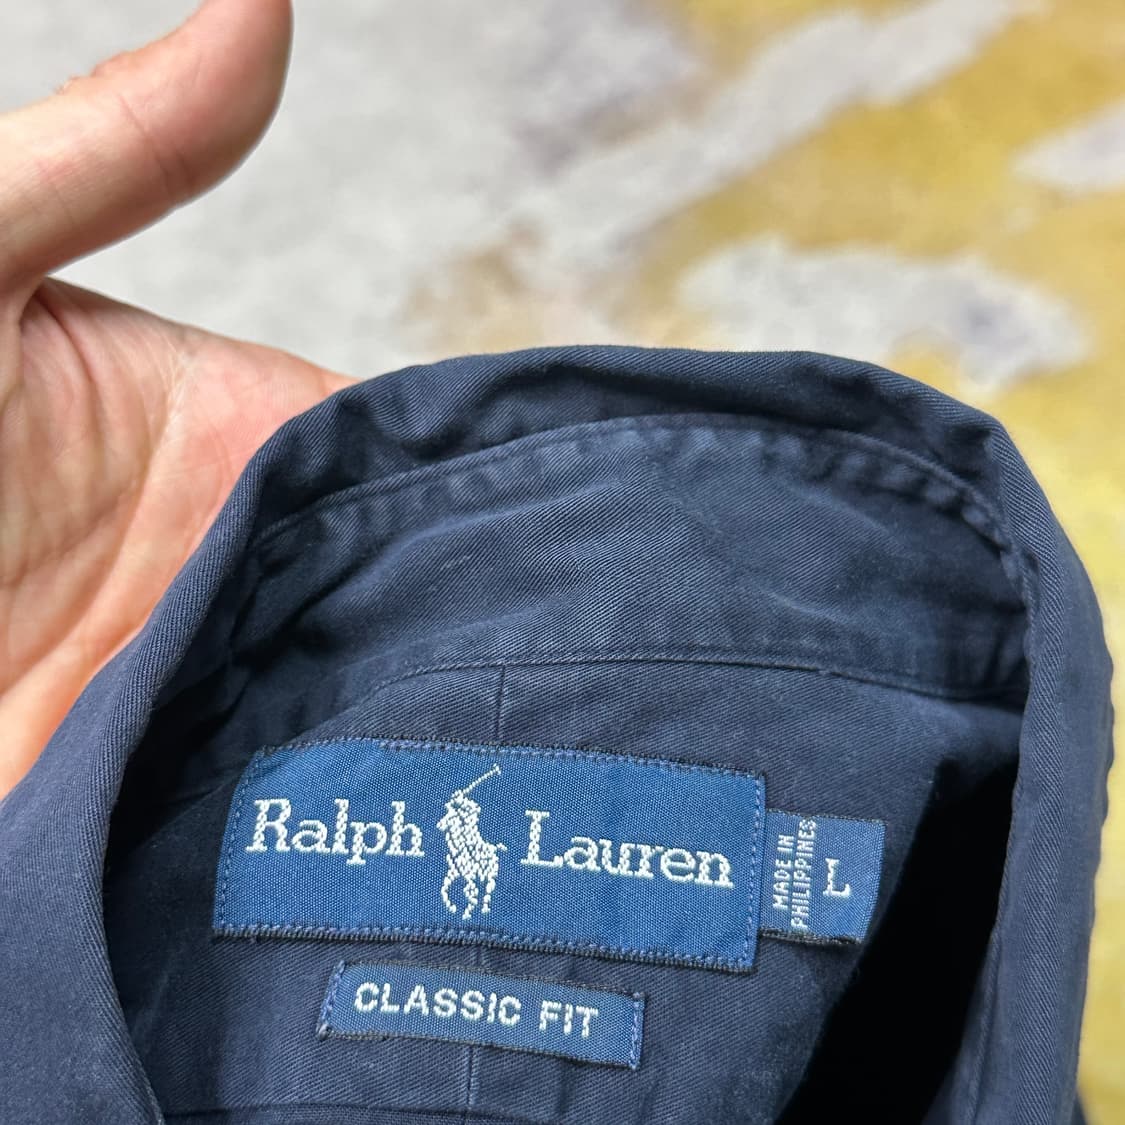 Ralph Lauren
MADE IN
PHILIPPINES
L
CLASSIC FIT